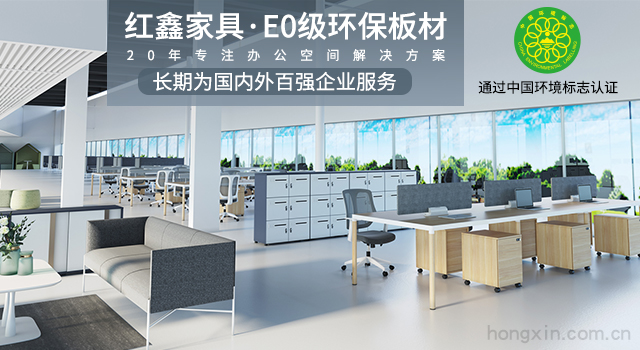 红鑫家具·E0级环保板材
20年专注办公空间解决方案
长期为国内外百强企业服务
通过中国环境标志认证
hongxin.com.cn